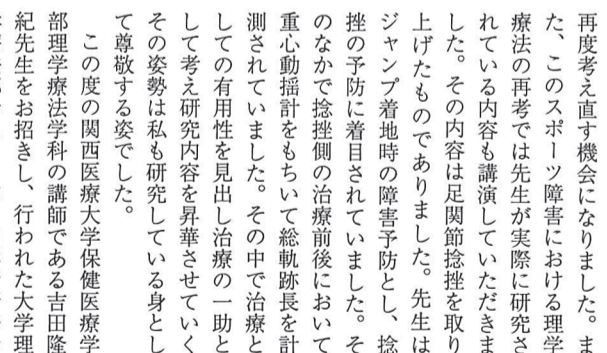 再度考え直す機会になりました。ま
た、このスポーツ障害における理学
療法の再考では先生が実際に研究さ
れている内容も講演していただきま
した。その内容は足関節捻挫を取り
上げたものでありました。先生は
ジャンプ着地時の障害予防とし、捻
挫の予防に着目されていました。そ
のなかで捻挫側の治療前後において
重心動揺計をもちいて総軌跡長を計
測されていました。その中で治療と
しての有用性を見出し治療の一助と
して考え研究内容を昇華させていく
その姿勢は私も研究している身とし
て尊敬する姿でした。
この度の関西医療大学保健医療学
部理学療法学科の講師である吉田隆
紀先生をお招きし、行われた大学理